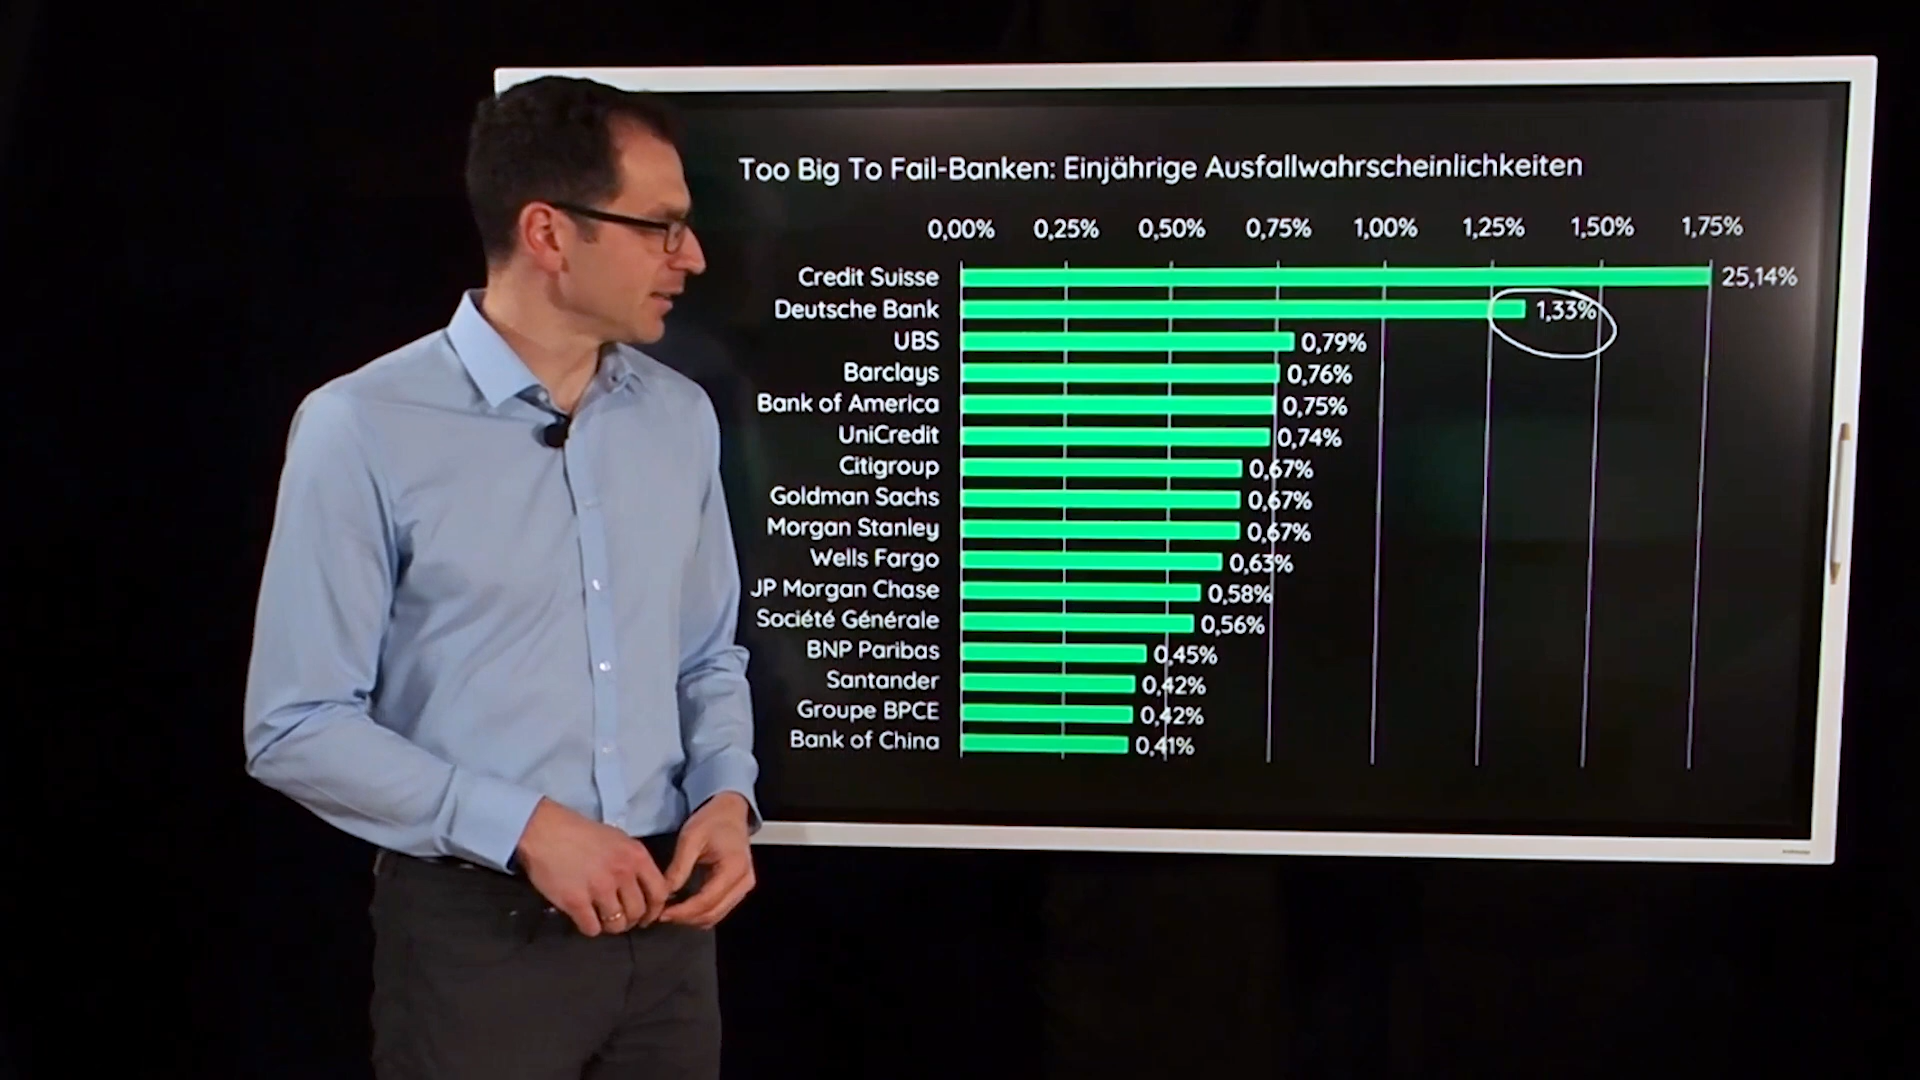 Too Big To Fail-Banken: Einjährige Ausfallwahrscheinlichkeiten
0,00% 0,25% 0,50% 0,75% 1,00% 1,25% 1,50% 1,75%
Credit Suisse 25,14%
Deutsche Bank 1,33%
UBS 0,79%
Barclays 0,76%
Bank of America 0,75%
UniCredit 0,74%
Citigroup 0,67%
Goldman Sachs 0,67%
Morgan Stanley 0,67%
Wells Fargo 0,63%
JP Morgan Chase 0,58%
Société Générale 0,56%
BNP Paribas 0,45%
Santander 0,42%
Groupe BPCE 0,42%
Bank of China 0,41%